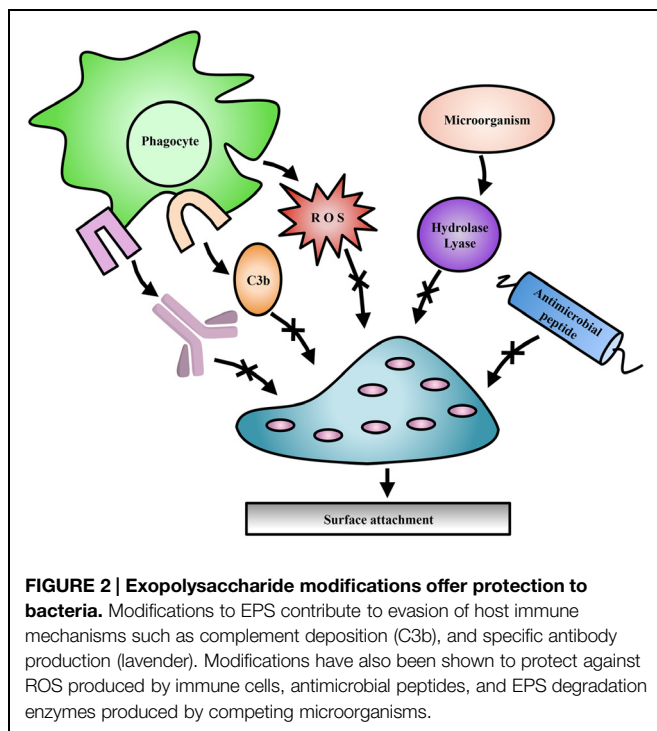 Phagocyte
Microorganism
R O S
Hydrolase
Lyase
C3b
Antimicrobial
peptide
Surface attachment
FIGURE 2 | Exopolysaccharide modifications offer protection to
bacteria. Modifications to EPS contribute to evasion of host immune
mechanisms such as complement deposition (C3b), and specific antibody
production (lavender). Modifications have also been shown to protect against
ROS produced by immune cells, antimicrobial peptides, and EPS degradation
enzymes produced by competing microorganisms.